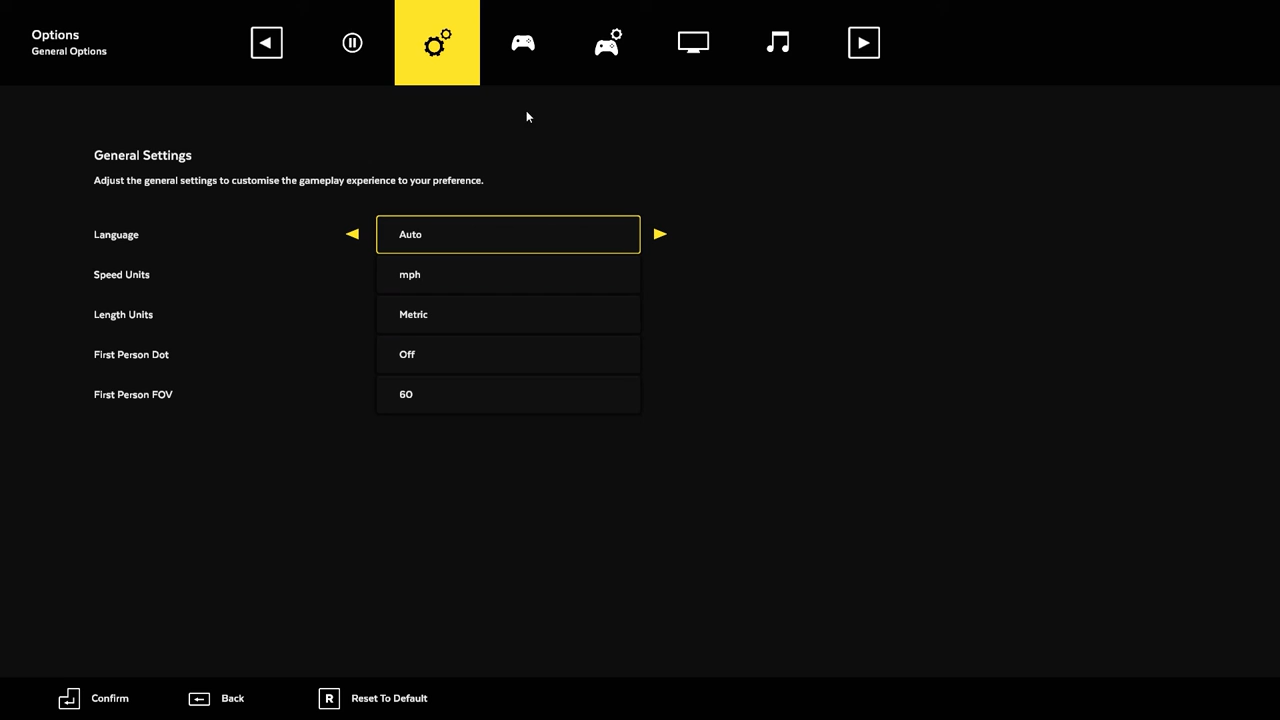 Options
General Options
General Settings
Adjust the general settings to customise the gameplay experience to your preference.
Language Auto
Speed Units mph
Length Units Metric
First Person Dot Off
First Person FOV 60
Confirm Back R Reset To Default